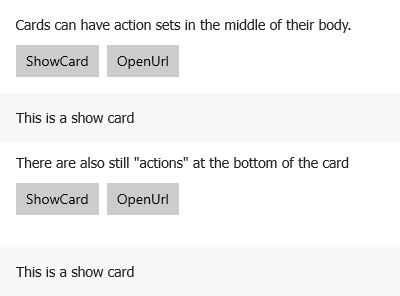 Cards can have action sets in the middle of their body.
ShowCard OpenUrl
This is a show card
There are also still "actions" at the bottom of the card
ShowCard OpenUrl
This is a show card